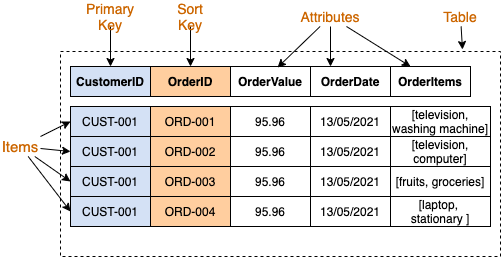 Primary
Key
Sort
Key
Attributes
Table
CustomerID OrderID OrderValue OrderDate OrderItems
Items
CUST-001 ORD-001 95.96 13/05/2021 [television,
washing machine]
CUST-001 ORD-002 95.96 13/05/2021 [television,
computer]
CUST-001 ORD-003 95.96 13/05/2021 [fruits, groceries]
CUST-001 ORD-004 95.96 13/05/2021 [laptop,
stationary ]